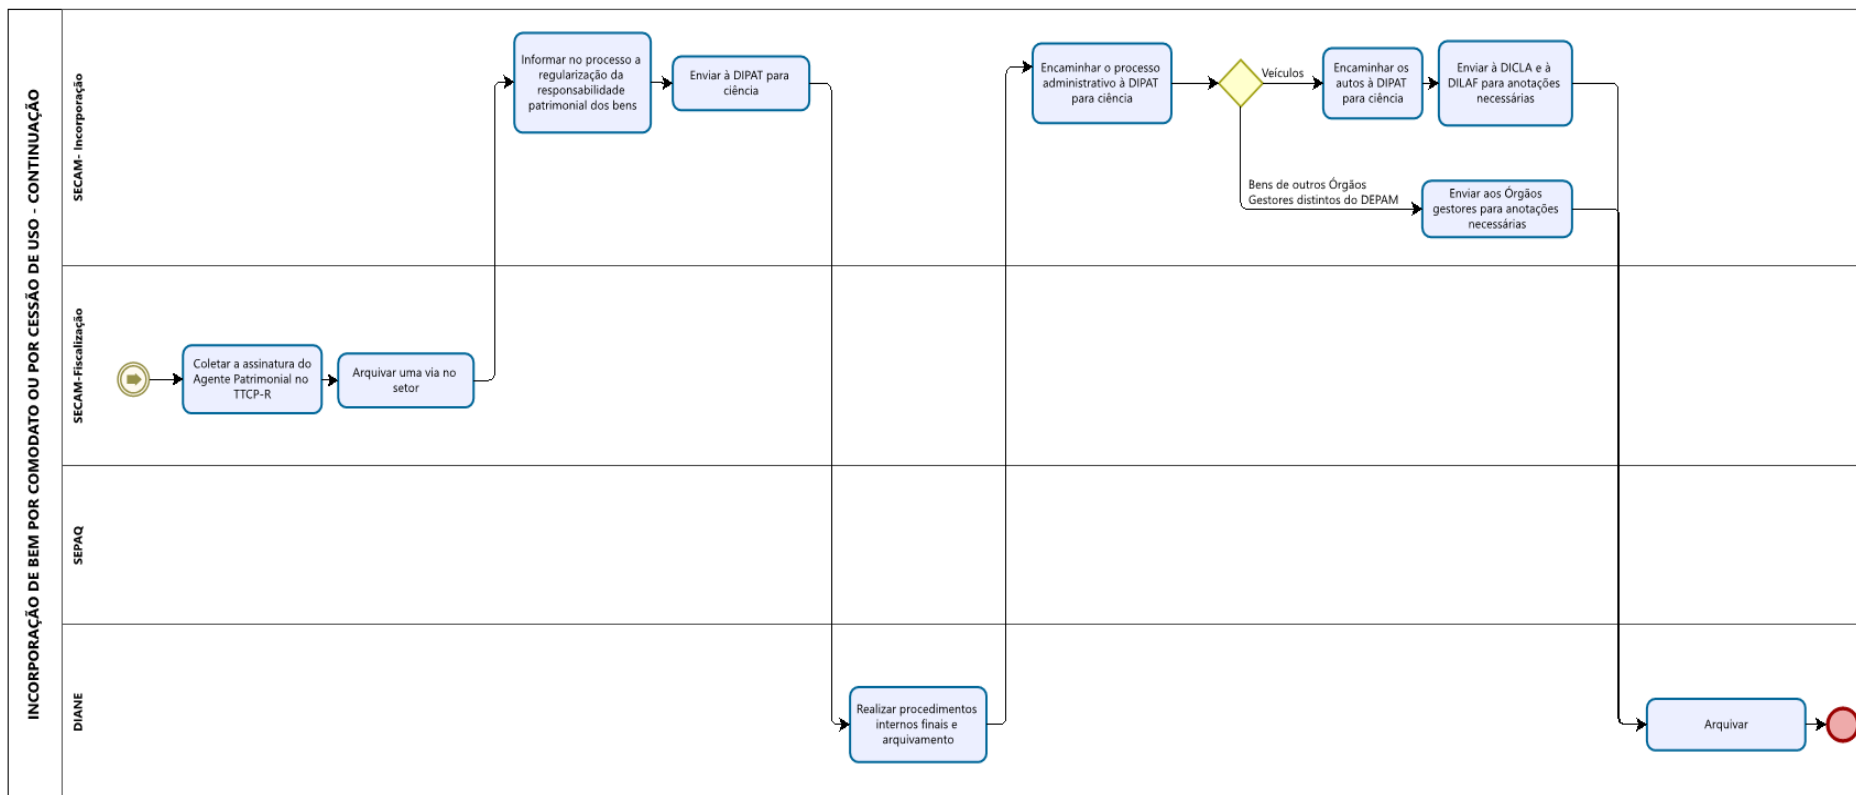 INCORPORAÇÃO DE BEM POR COMODATO OU POR CESSÃO DE USO - CONTINUAÇÃO
SECAM- Incorporação
Informar no processo a
regularização da
responsabilidade
patrimonial dos bens
Enviar à DIPAT para
ciência
Encaminhar o processo
administrativo à DIPAT
para ciência
Veículos
Encaminhar os
autos à DIPAT
para ciência
Enviar à DICLA e à
DILAF para anotações
necessárias
Bens de outros Órgãos
Gestores distintos do DEPAM
Enviar aos Órgãos
gestores para anotações
necessárias
SECAM-Fiscalização
Coletar a assinatura do
Agente Patrimonial no
TTCP-R
Arquivar uma via no
setor
SEPAQ
DIANE
Realizar procedimentos
internos finais e
arquivamento
Arquivar